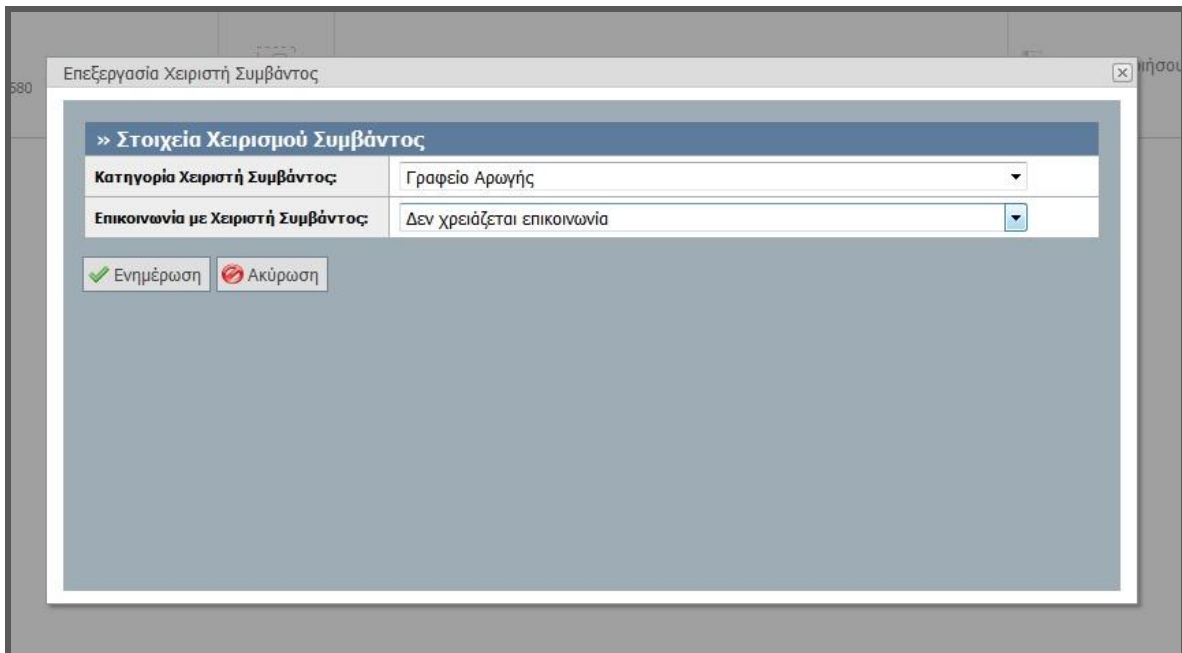 580
Επεξεργασία Χειριστή Συμβάντος
» Στοιχεία Χειρισμού Συμβάντος
Κατηγορία Χειριστή Συμβάντος: Γραφείο Αρωγής
Επικοινωνία με Χειριστή Συμβάντος: Δεν χρειάζεται επικοινωνία
Ενημέρωση Ακύρωση